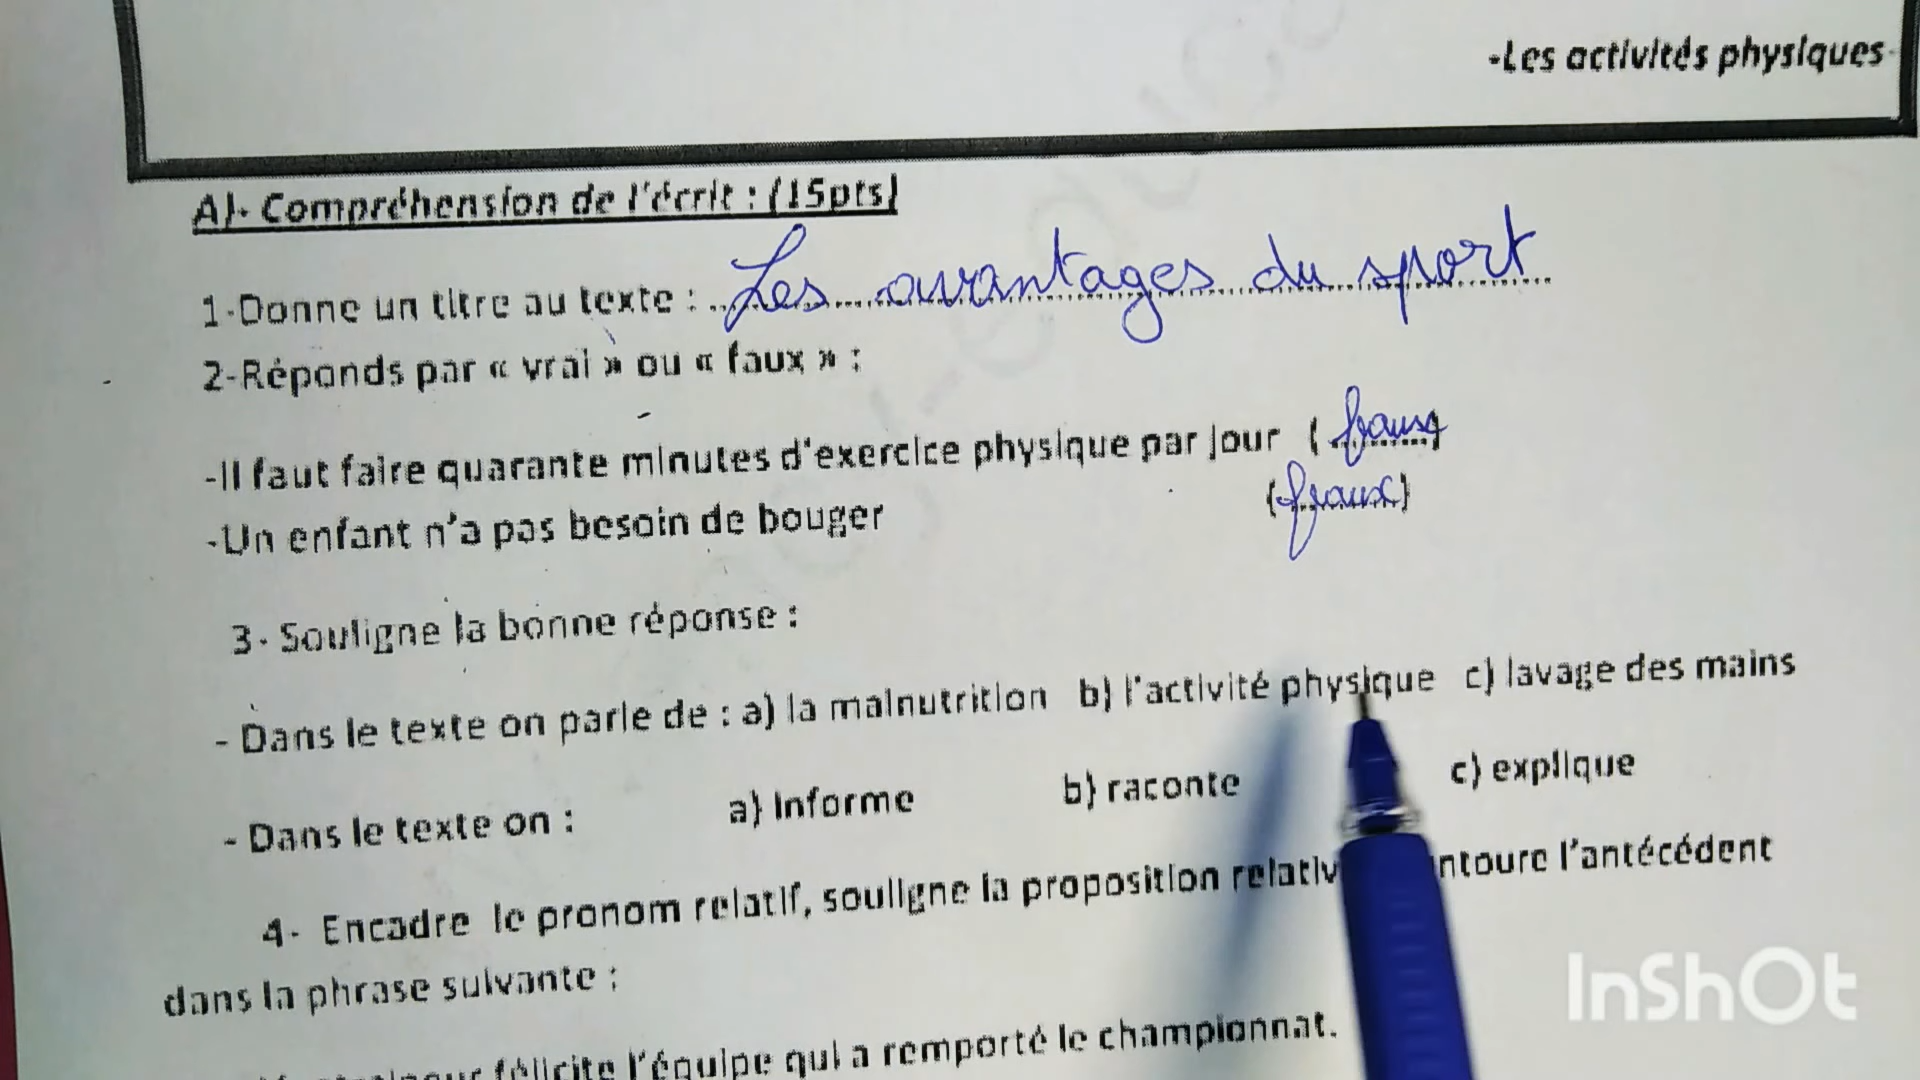 -Les activités physiques-
A)- Compréhension de l'écrit : (15pts)
1-Donne un titre au texte : Les avantages du sport
2-Réponds par « vrai » ou « faux » :
-Il faut faire quarante minutes d'exercice physique par jour (faux)
-Un enfant n'a pas besoin de bouger (faux)
3- Souligne la bonne réponse :
- Dans le texte on parle de : a) la malnutrition b) l'activité physique c) lavage des mains
- Dans le texte on : a) informe b) raconte c) explique
4- Encadre le pronom relatif, souligne la proposition l'antécédent
dans la phrase suivante :
félicite l'équipe qui a remporté le championnat.
InShOt